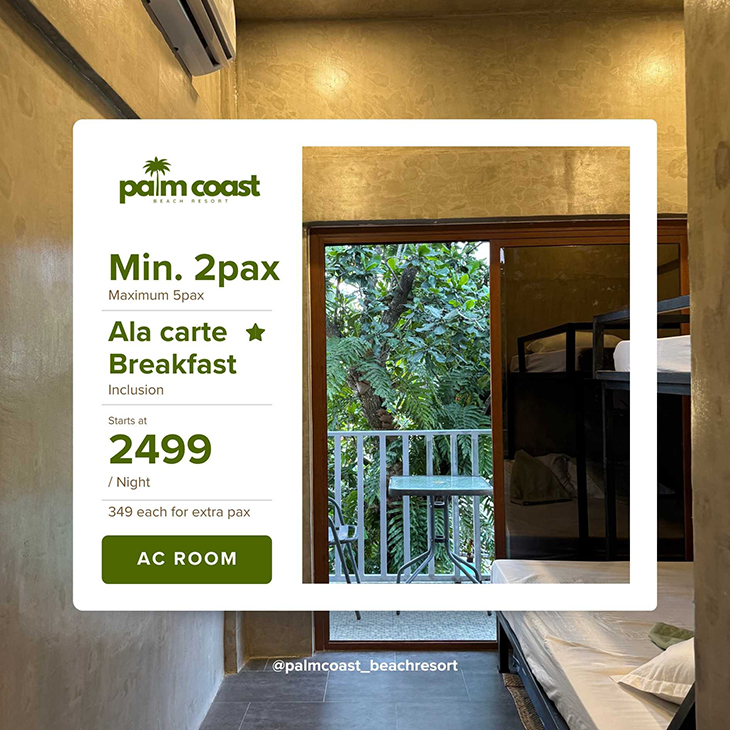 palm coast
BEACH RESORT
Min. 2pax
Maximum 5pax
Ala carte
Breakfast
Inclusion
Starts at
2499
/ Night
349 each for extra pax
AC ROOM
@palmcoast_beachresort